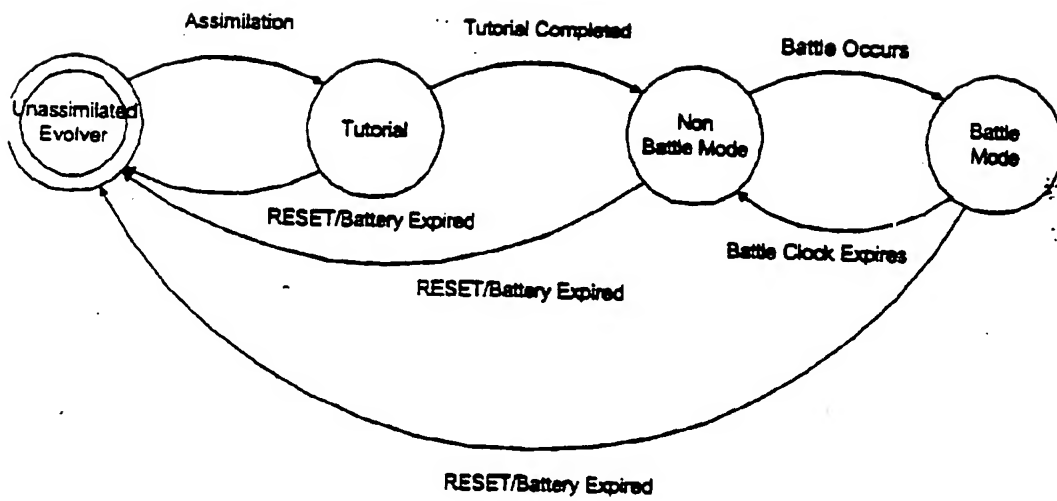 Assimilation
Tutorial Completed
Battle Occurs
Unassimilated
Evolver
Tutorial
Non
Battle Mode
Battle
Mode
RESET/Battery Expired
Battle Clock Expires
RESET/Battery Expired
RESET/Battery Expired